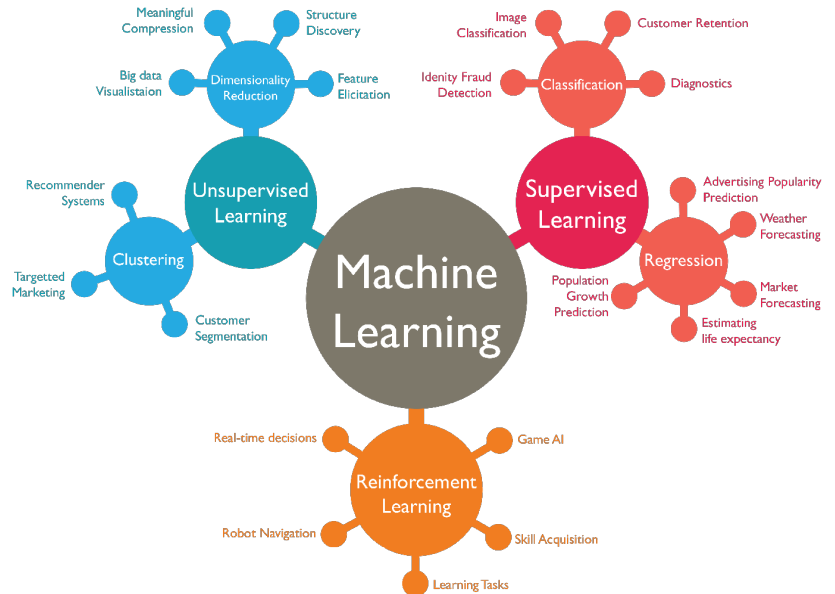 Meaningful
Compression
Structure
Discovery
Big data
Visualistaion
Dimensionality
Reduction
Feature
Elicitation
Unsupervised
Learning
Recommender
Systems
Clustering
Targetted
Marketing
Customer
Segmentation
Machine
Learning
Image
Classification
Customer Retention
Idenity Fraud
Detection
Classification
Diagnostics
Supervised
Learning
Advertising Popularity
Prediction
Weather
Forecasting
Regression
Population
Growth
Prediction
Market
Forecasting
Estimating
life expectancy
Real-time decisions
Game AI
Reinforcement
Learning
Robot Navigation
Skill Acquisition
Learning Tasks